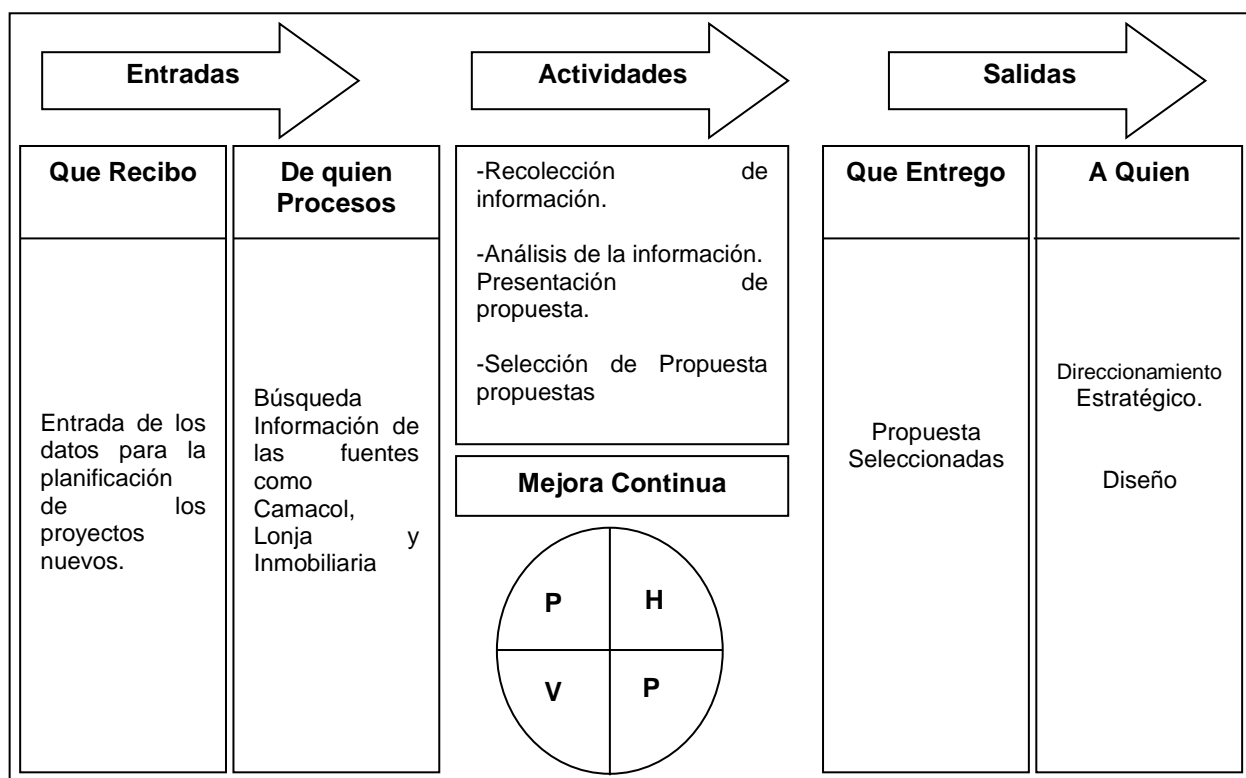 Entradas
Actividades
Salidas
Que Recibo
De quien
Procesos
Entrada de los
datos para la
planificación
de los
proyectos
nuevos.
Búsqueda
Información de
las fuentes
como
Camacol,
Lonja y
Inmobiliaria
-Recolección de
información.
-Análisis de la información.
Presentación de
propuesta.
-Selección de Propuesta
propuestas
Mejora Continua
P H
V P
Que Entrego
A Quien
Propuesta
Seleccionadas
Direccionamiento
Estratégico.
Diseño